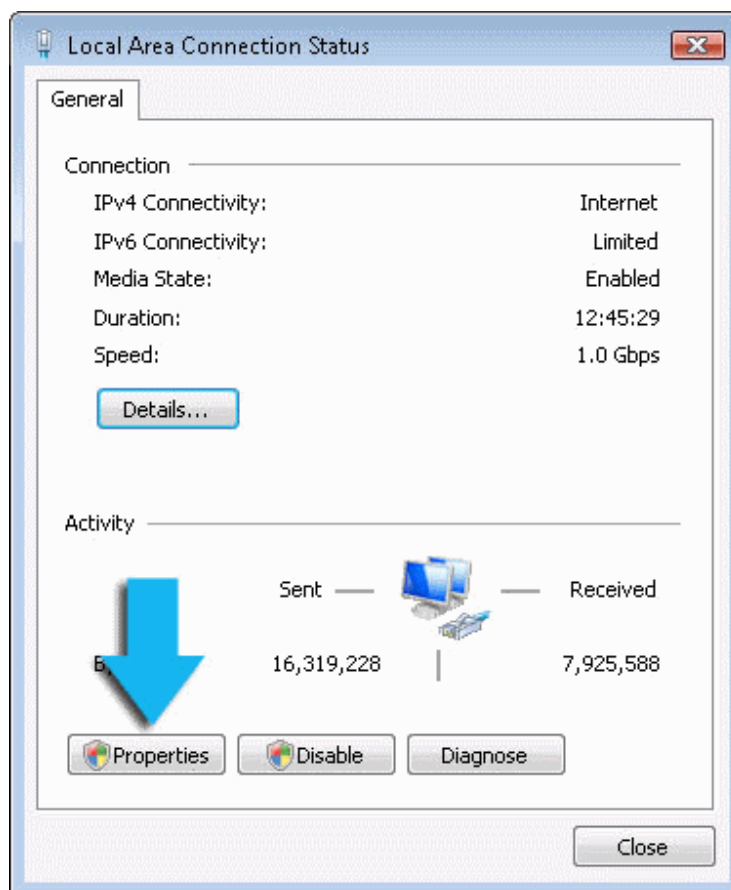 Local Area Connection Status
General
Connection
IPv4 Connectivity: Internet
IPv6 Connectivity: Limited
Media State: Enabled
Duration: 12:45:29
Speed: 1.0 Gbps
Details...
Activity
Sent Received
16,319,228 7,925,588
Properties Disable Diagnose
Close